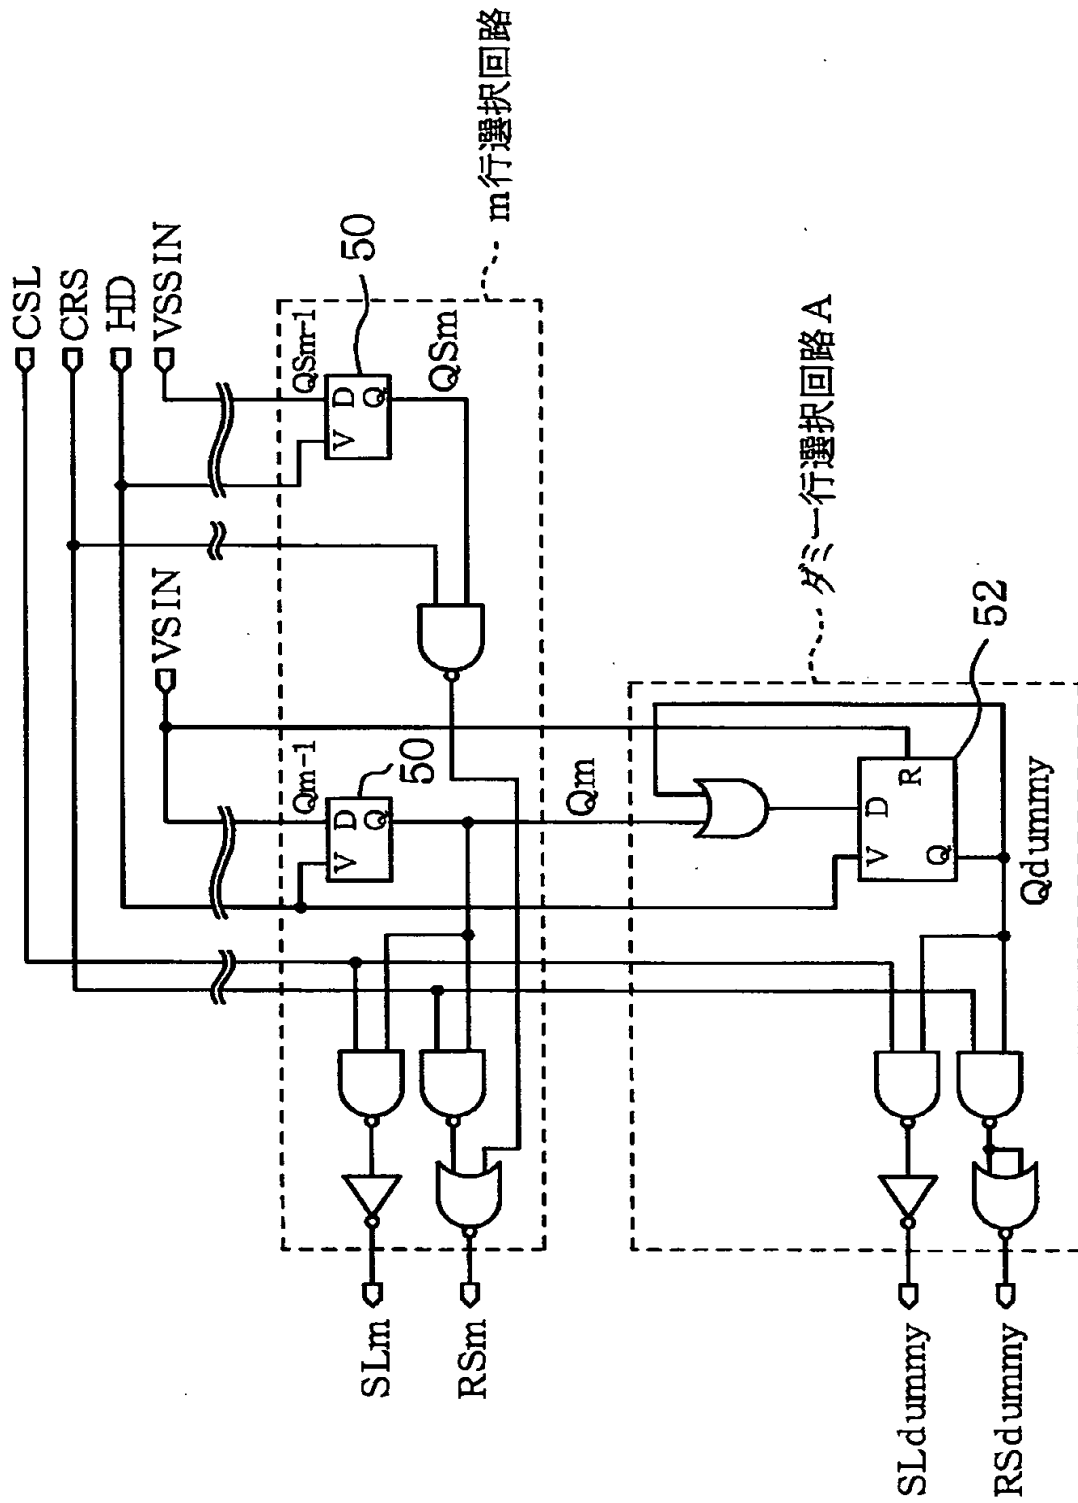 CSL
CRS
HD
VSSIN
VSIN
m行選択回路
50
QSm-1
V
D
Q
QSm
Qm-1
50
V
D
Q
Qm
ダミー行選択回路A
52
V
D
R
Q
Qdummy
SLm
RSm
SLdummy
RSdummy